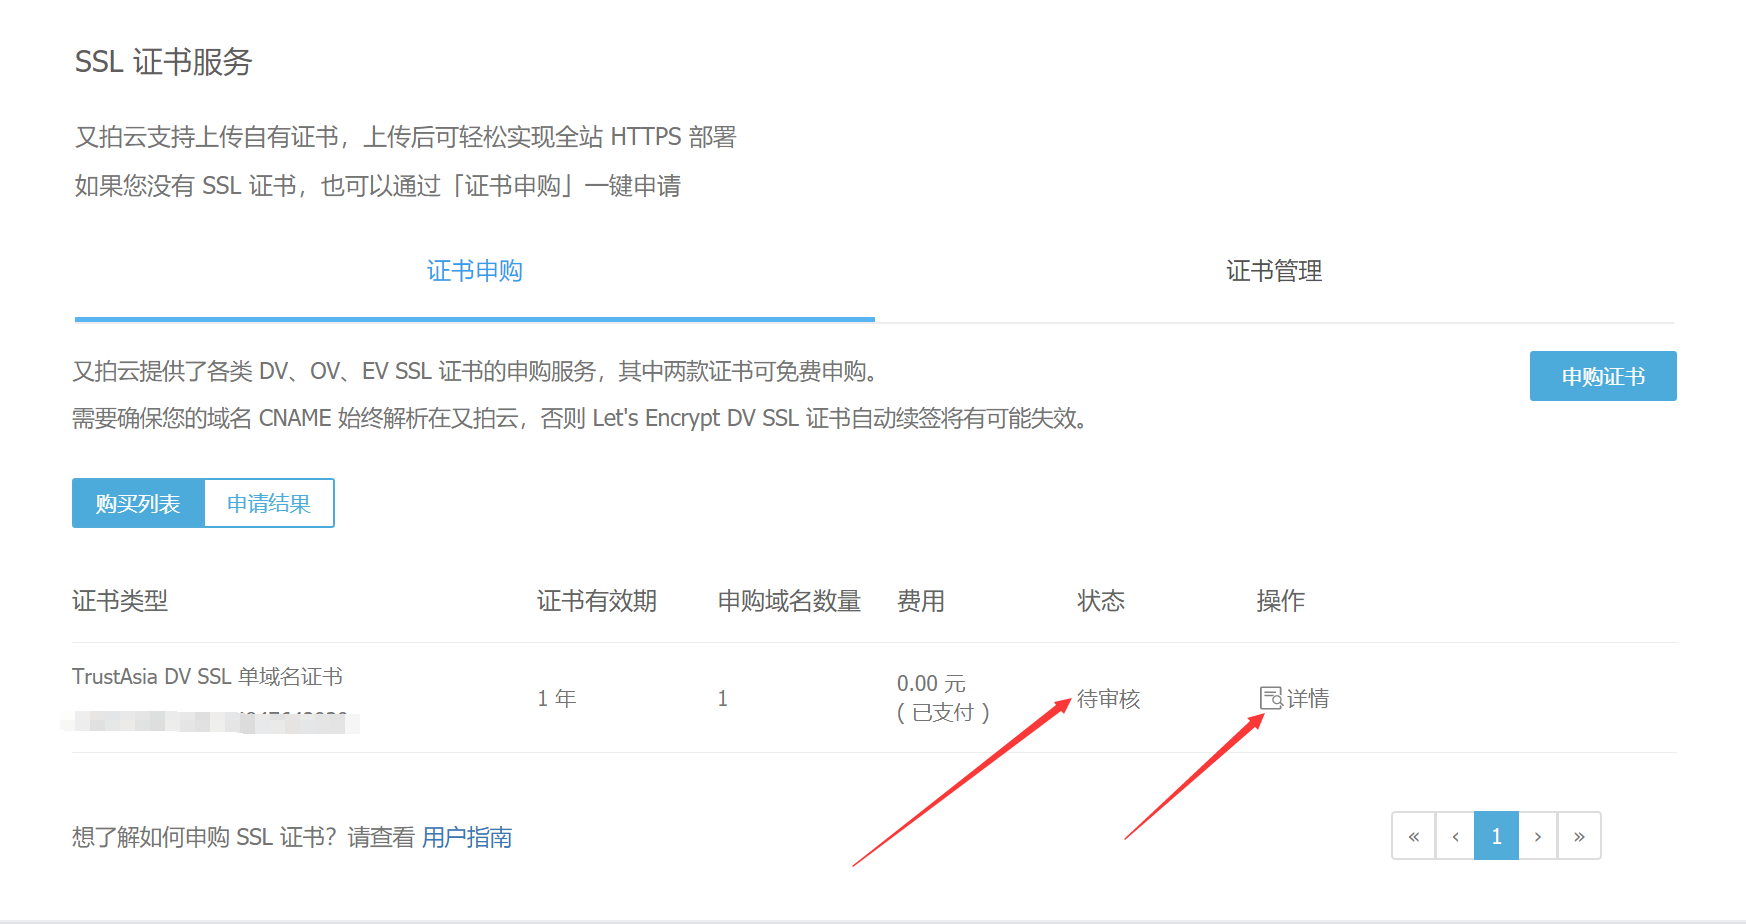 SSL 证书服务
又拍云支持上传自有证书，上传后可轻松实现全站 HTTPS 部署
如果您没有 SSL 证书，也可以通过「证书申购」一键申请
证书申购
证书管理
又拍云提供了各类 DV、OV、EV SSL 证书的申购服务，其中两款证书可免费申购。
申购证书
需要确保您的域名 CNAME 始终解析在又拍云，否则 Let's Encrypt DV SSL 证书自动续签将有可能失效。
购买列表 申请结果
证书类型 证书有效期 申购域名数量 费用 状态 操作
TrustAsia DV SSL 单域名证书
1 年
1
0.00 元
( 已支付 )
待审核
详情
想了解如何申购 SSL 证书？请查看 用户指南
« ‹ 1 › »